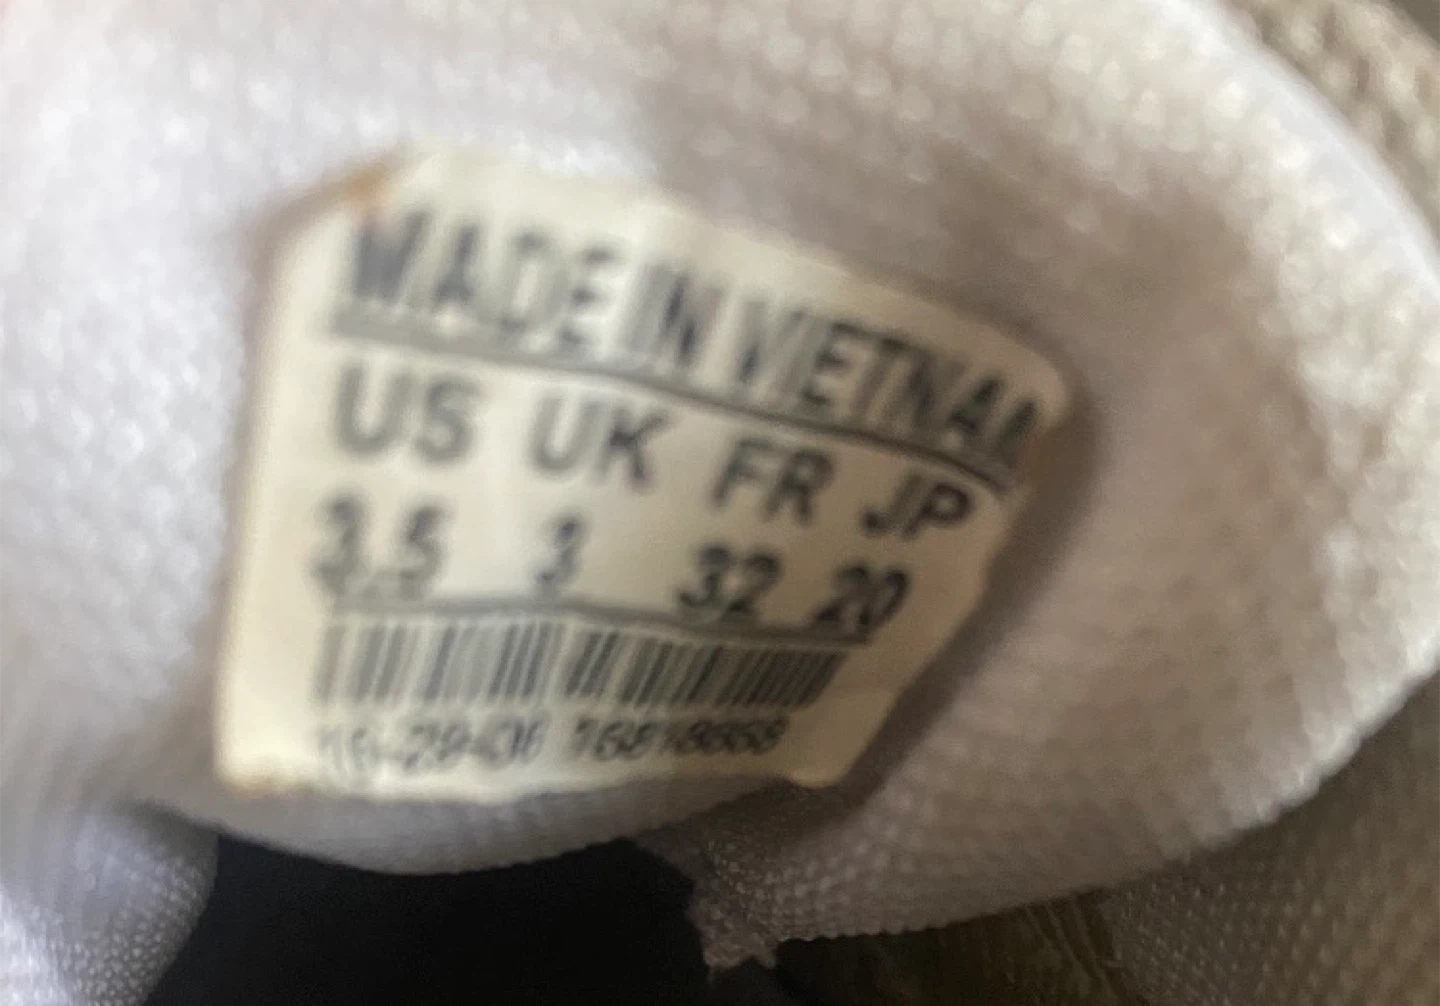 MADE IN VIETNAM
US UK FR JP
3.5 3 32 20